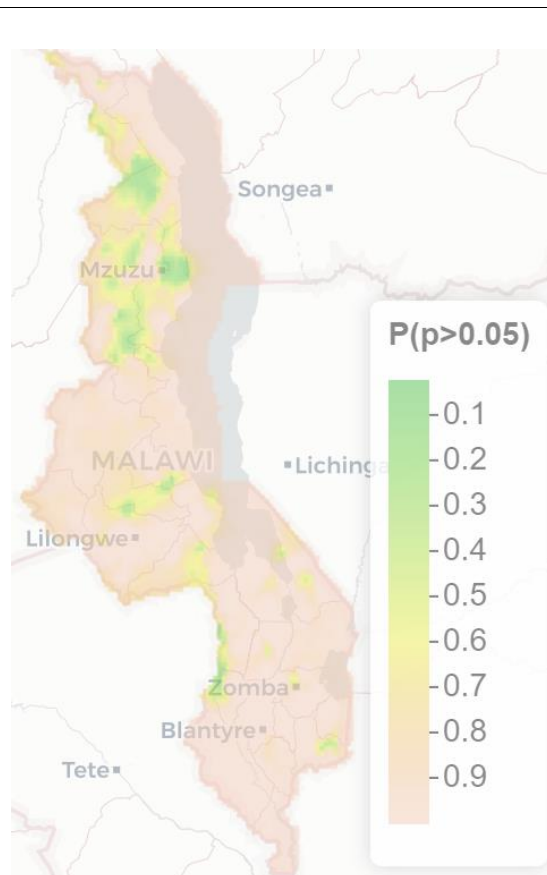 Songea
Mzuzu
P(p>0.05)
0.1
MALAWI
Lichinga
0.2
0.3
Lilongwe
0.4
0.5
0.6
Zomba
0.7
Blantyre
0.8
Tete
0.9